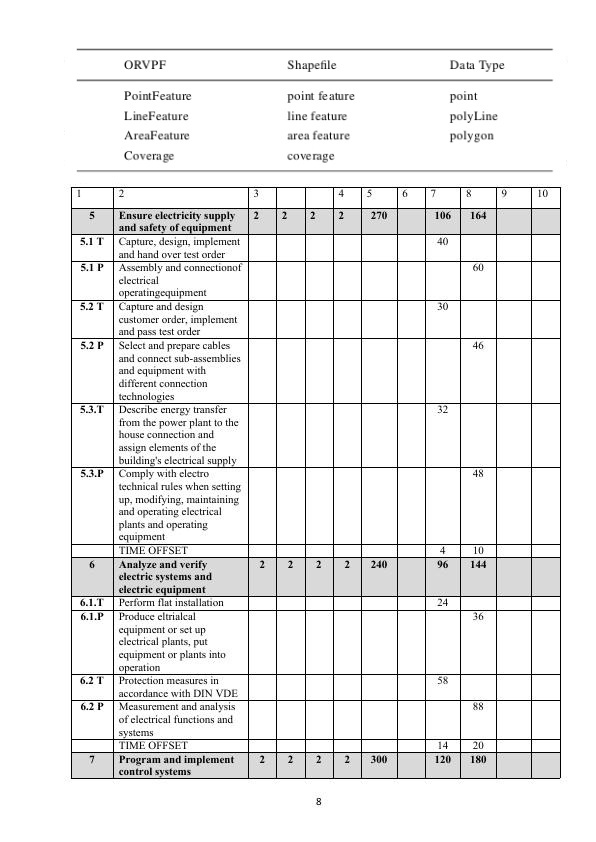 ORVPF Shapefile Data Type
PointFeature point feature point
LineFeature line feature polyLine
AreaFeature area feature polygon
Coverage coverage
1 2 3 4 5 6 7 8 9 10
5 Ensure electricity supply 2 2 2 2 270 106 164
and safety of equipment
5.1 T Capture, design, implement 40
and hand over test order
5.1 P Assembly and connectionof 60
electrical
operatingequipment
5.2 T Capture and design 30
customer order, implement
and pass test order
5.2 P Select and prepare cables 46
and connect sub-assemblies
and equipment with
different connection
technologies
5.3.T Describe energy transfer 32
from the power plant to the
house connection and
assign elements of the
building's electrical supply
5.3.P Comply with electro 48
technical rules when setting
up, modifying, maintaining
and operating electrical
plants and operating
equipment
TIME OFFSET 4 10
6 Analyze and verify 2 2 2 2 240 96 144
electric systems and
electric equipment
6.1.T Perform flat installation 24
6.1.P Produce eltrialcal 36
equipment or set up
electrical plants, put
equipment or plants into
operation
6.2 T Protection measures in 58
accordance with DIN VDE
6.2 P Measurement and analysis 88
of electrical functions and
systems
TIME OFFSET 14 20
7 Program and implement 2 2 2 2 300 120 180
control systems
8